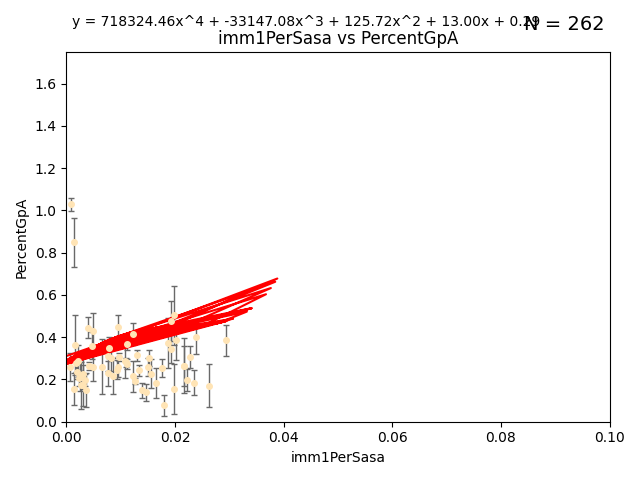 y = 718324.46x^4 + -33147.08x^3 + 125.72x^2 + 13.00x + 0.29
N = 262
imm1PerSasa vs PercentGpA
1.6
1.4
1.2
1.0
0.8
0.6
0.4
0.2
0.0
PercentGpA
0.00 0.02 0.04 0.06 0.08 0.10
imm1PerSasa